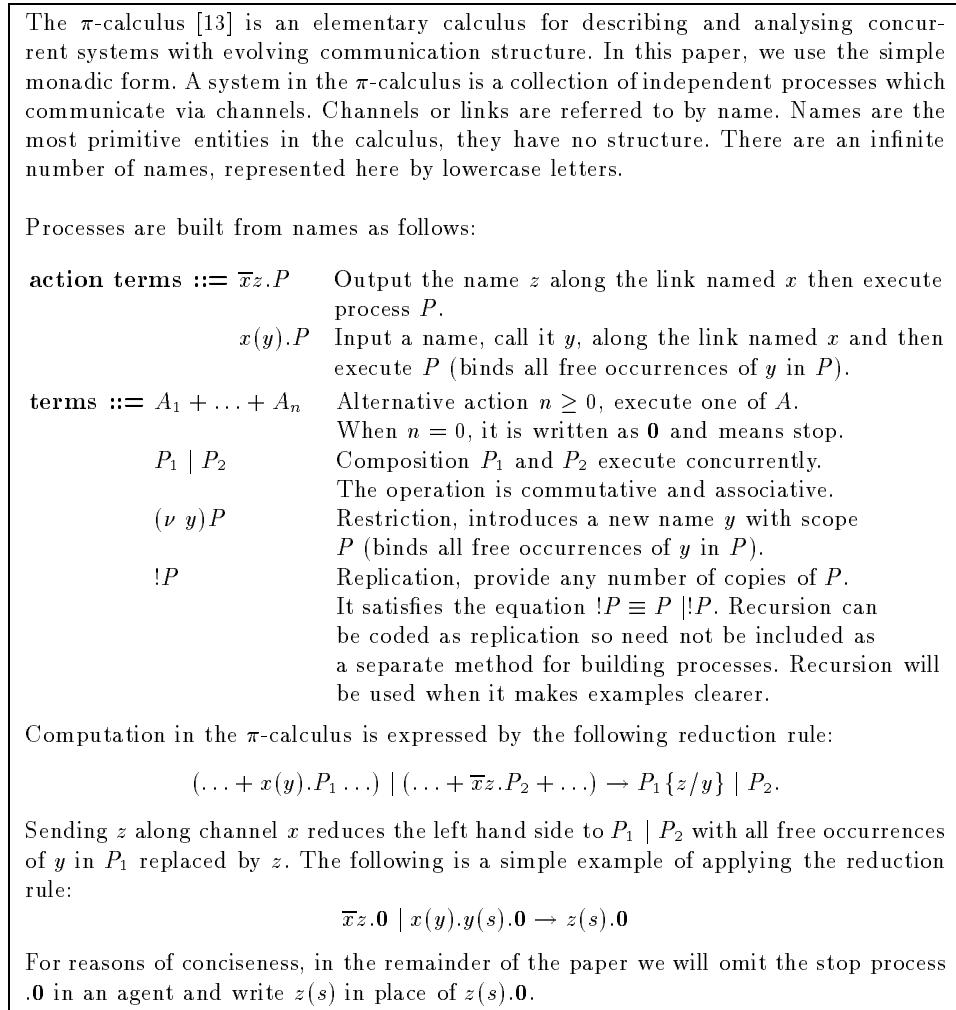 The π-calculus [13] is an elementary calculus for describing and analysing concur-
rent systems with evolving communication structure. In this paper, we use the simple
monadic form. A system in the π-calculus is a collection of independent processes which
communicate via channels. Channels or links are referred to by name. Names are the
most primitive entities in the calculus, they have no structure. There are an infinite
number of names, represented here by lowercase letters.
Processes are built from names as follows:
action terms ::= x̅z.P Output the name z along the link named x then execute
process P.
x(y).P Input a name, call it y, along the link named x and then
execute P (binds all free occurrences of y in P).
terms ::= A₁ + ... + Aₙ Alternative action n ≥ 0, execute one of A.
When n = 0, it is written as 0 and means stop.
P₁ | P₂ Composition P₁ and P₂ execute concurrently.
The operation is commutative and associative.
(ν y)P Restriction, introduces a new name y with scope
P (binds all free occurrences of y in P).
!P Replication, provide any number of copies of P.
It satisfies the equation !P ≡ P |!P. Recursion can
be coded as replication so need not be included as
a separate method for building processes. Recursion will
be used when it makes examples clearer.
Computation in the π-calculus is expressed by the following reduction rule:
(... + x(y).P₁ ...) | (... + x̅z.P₂ + ...) → P₁{z/y} | P₂.
Sending z along channel x reduces the left hand side to P₁ | P₂ with all free occurrences
of y in P₁ replaced by z. The following is a simple example of applying the reduction
rule:
x̅z.0 | x(y).y(s).0 → z(s).0
For reasons of conciseness, in the remainder of the paper we will omit the stop process
.0 in an agent and write z(s) in place of z(s).0.